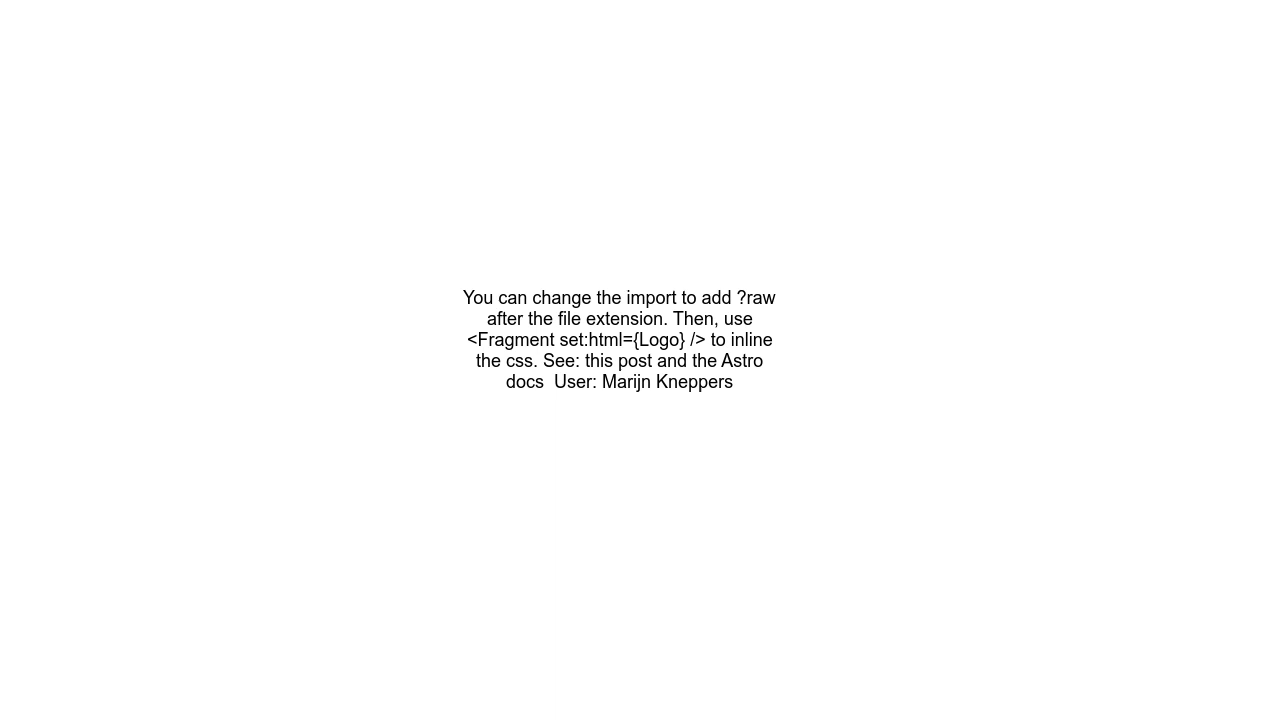 You can change the import to add ?raw
after the file extension. Then, use
<Fragment set:html={Logo} /> to inline
the css. See: this post and the Astro
docs  User: Marijn Kneppers